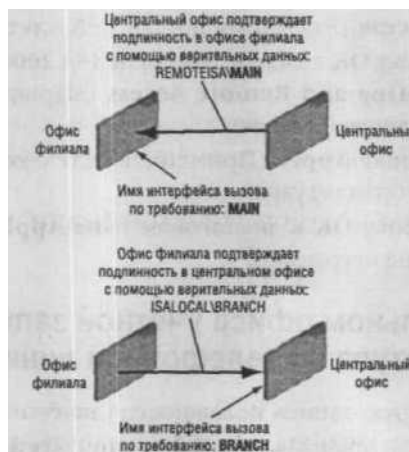 Центральный офис подтверждает
подлинность в офисе филиала
с помощью верительных данных:
REMOTEISA\MAIN
Офис
филиала
Центральный
офис
Имя интерфейса вызова
по требованию: MAIN
Офис филиала подтверждает
подлинность в центральном офисе
с помощью верительных данных:
ISALOCAL\BRANCH
Офис
филиала
Центральный
офис
Имя интерфейса вызова
по требованию: BRANCH